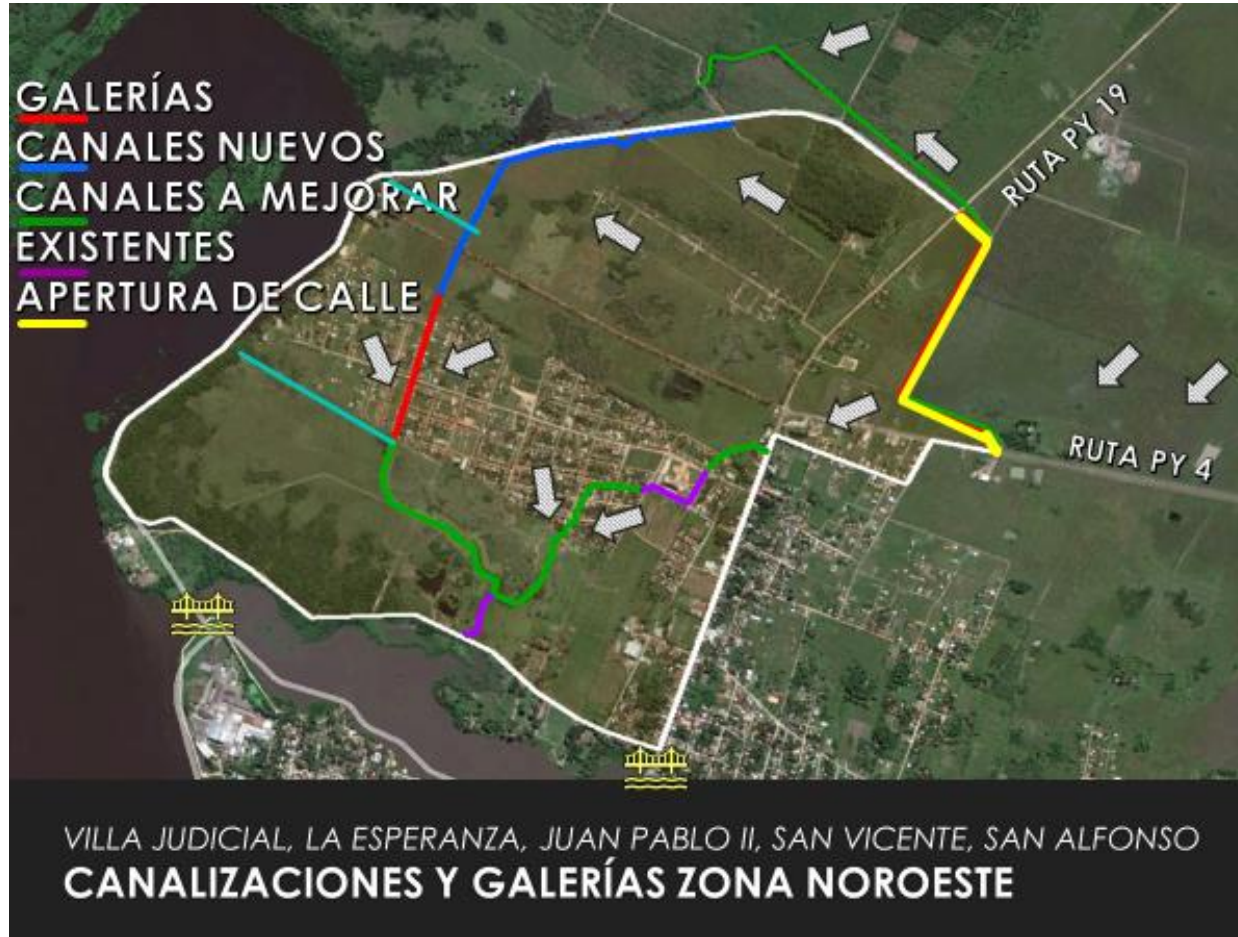 GALERÍAS
CANALES NUEVOS
CANALES A MEJORAR
EXISTENTES
APERTURA DE CALLE
RUTA PY 19
RUTA PY 4
VILLA JUDICIAL, LA ESPERANZA, JUAN PABLO II, SAN VICENTE, SAN ALFONSO
CANALIZACIONES Y GALERÍAS ZONA NOROESTE